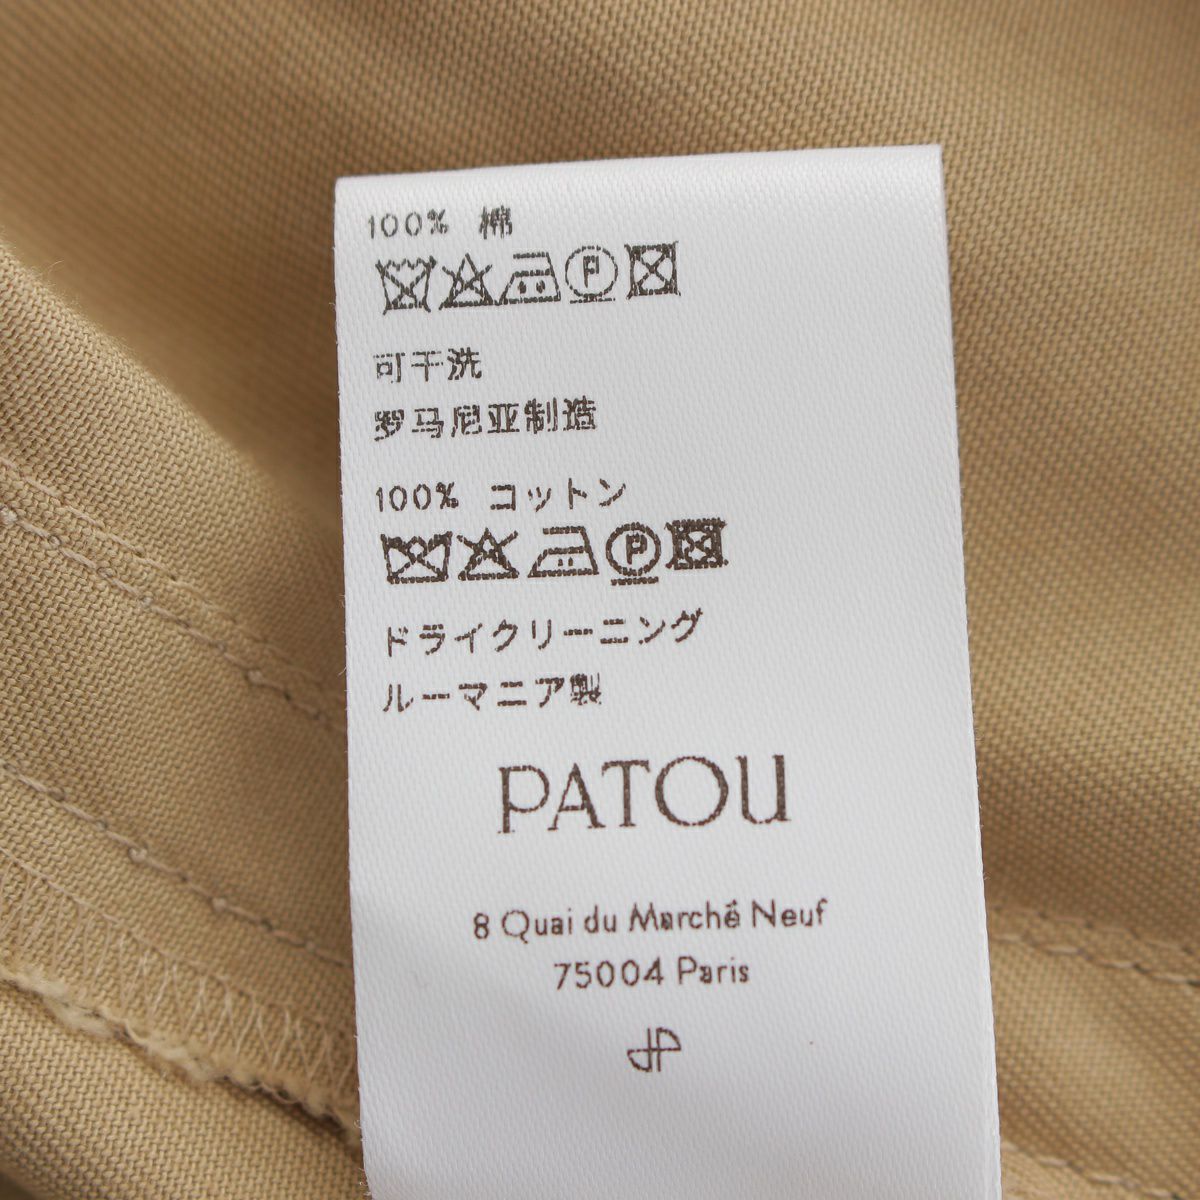 100% 棉
可干洗
罗马尼亚制造
100% コットン
ドライクリーニング
ルーマニア製
PATOU
8 Quai du Marché Neuf
75004 Paris